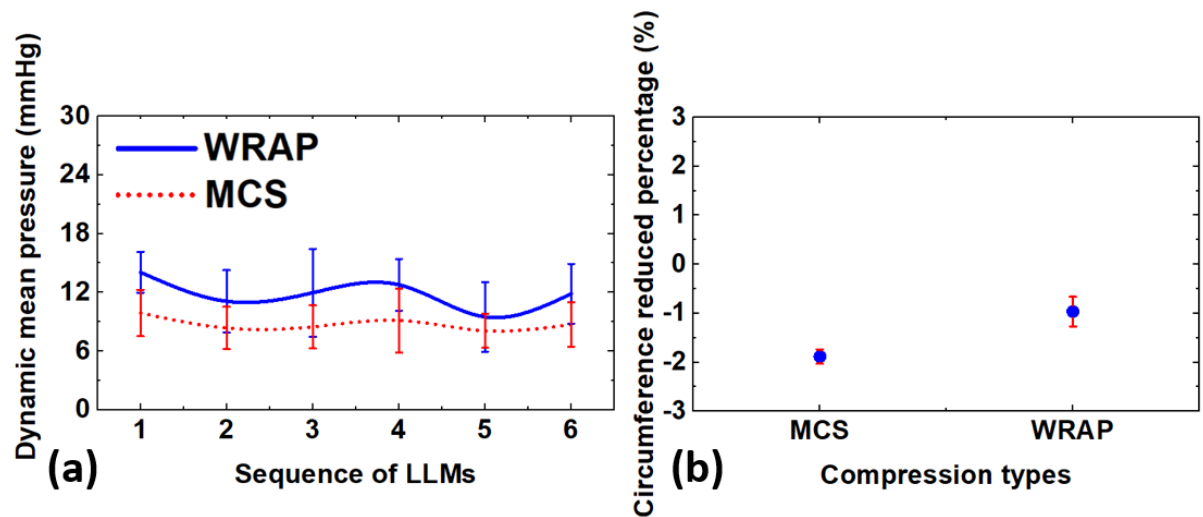 Dynamic mean pressure (mmHg)
30
24
18
12
6
0
WRAP
MCS
1 2 3 4 5 6
Sequence of LLMs
(a)
Circumference reduced percentage (%)
3
2
1
0
-1
-2
-3
MCS WRAP
Compression types
(b)